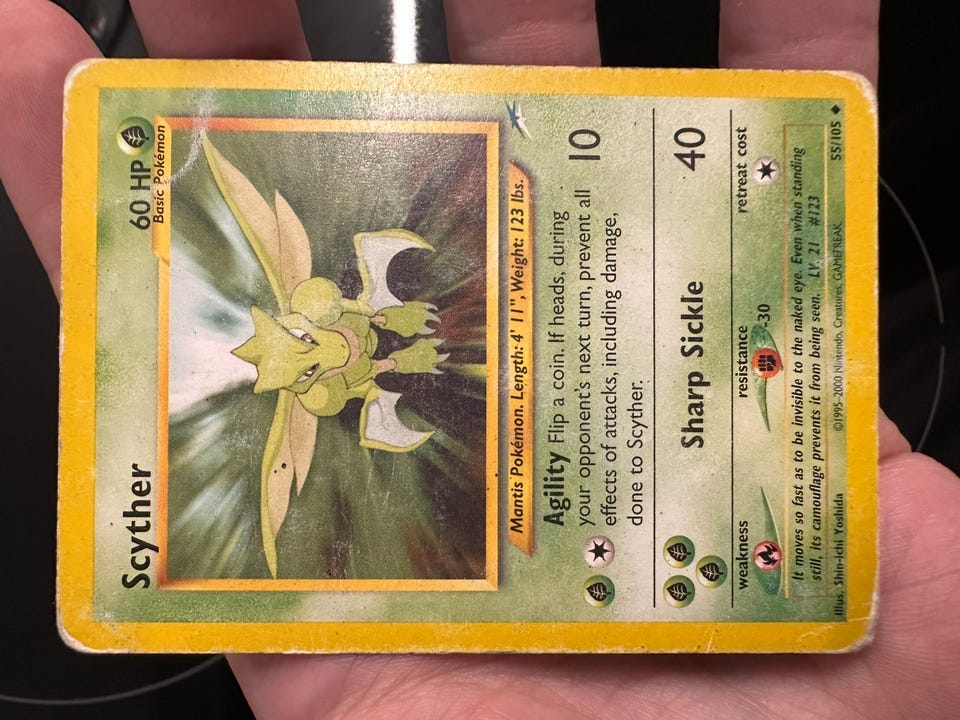 Scyther
60 HP
Basic Pokémon
Mantis Pokémon. Length: 4' 11", Weight: 123 lbs.
Agility Flip a coin. If heads, during
your opponent's next turn, prevent all
effects of attacks, including damage,
done to Scyther.
10
Sharp Sickle
40
weakness
resistance
retreat cost
-30
It moves so fast as to be invisible to the naked eye. Even when standing
still, its camouflage prevents it from being seen. LV. 21 #123
Illus. Shin-ichi Yoshida
©1995-2000 Nintendo, Creatures, GAMEFREAK
55/105